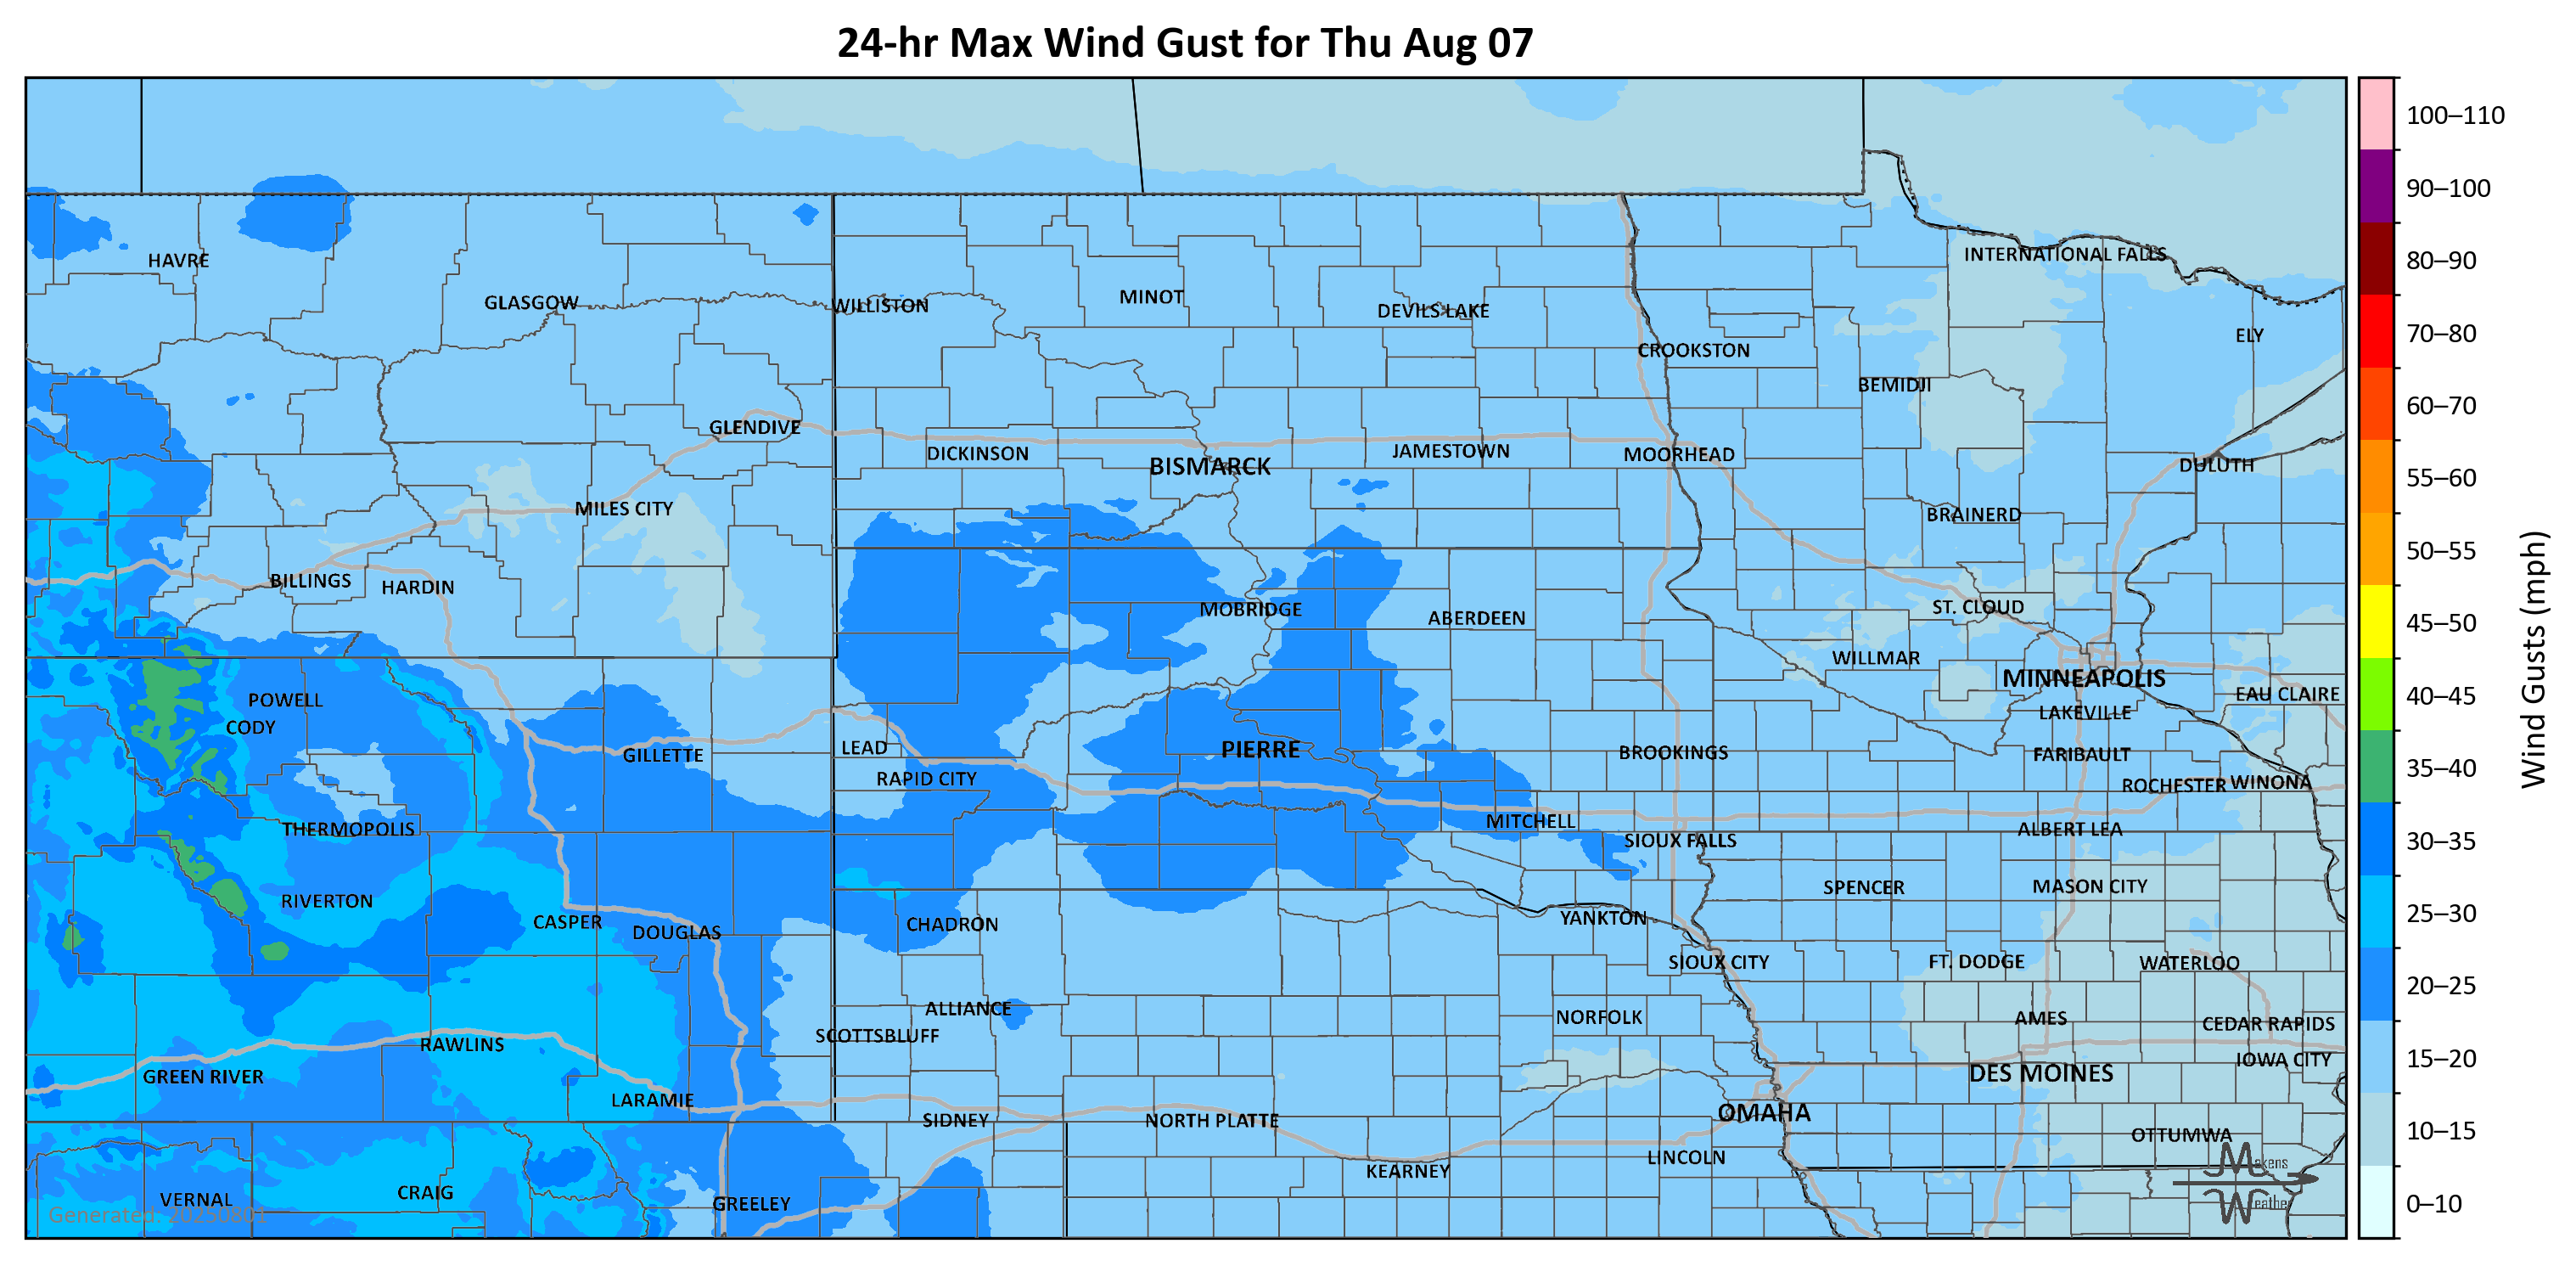 24-hr Max Wind Gust for Thu Aug 07
100–110
90–100
80–90
70–80
60–70
55–60
50–55
45–50
40–45
35–40
30–35
25–30
20–25
15–20
10–15
0–10
Wind Gusts (mph)
HAVRE
INTERNATIONAL FALLS
GLASGOW
WILLISTON
MINOT
DEVILS LAKE
ELY
CROOKSTON
BEMIDJI
GLENDIVE
DICKINSON
BISMARCK
JAMESTOWN
MOORHEAD
DULUTH
MILES CITY
BRAINERD
BILLINGS
HARDIN
MOBRIDGE
ABERDEEN
ST. CLOUD
WILLMAR
MINNEAPOLIS
EAU CLAIRE
POWELL
CODY
LAKEVILLE
GILLETTE
LEAD
PIERRE
BROOKINGS
FARIBAULT
RAPID CITY
ROCHESTER
WINONA
THERMOPOLIS
MITCHELL
SIOUX FALLS
ALBERT LEA
RIVERTON
SPENCER
MASON CITY
CASPER
DOUGLAS
CHADRON
YANKTON
SIOUX CITY
FT. DODGE
WATERLOO
ALLIANCE
NORFOLK
AMES
CEDAR RAPIDS
SCOTTSBLUFF
RAWLINS
IOWA CITY
GREEN RIVER
DES MOINES
LARAMIE
SIDNEY
NORTH PLATTE
OMAHA
OTTUMWA
KEARNEY
LINCOLN
VERNAL
CRAIG
GREELEY
Generated: 20250801
Makens
Weather